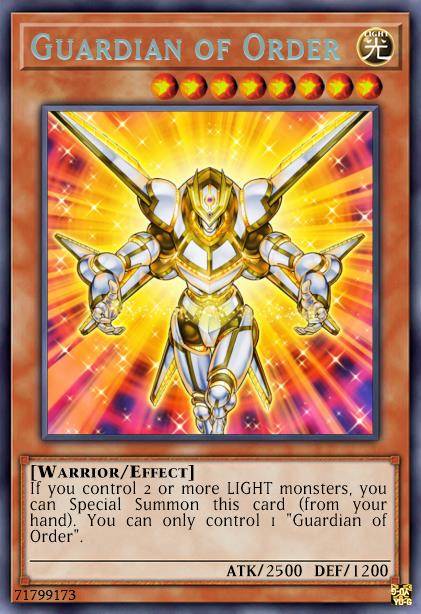 GUARDIAN OF ORDER
LIGHT
光
[WARRIOR/EFFECT]
If you control 2 or more LIGHT monsters, you
can Special Summon this card (from your
hand). You can only control 1 "Guardian of
Order".
ATK/2500 DEF/1200
71799173